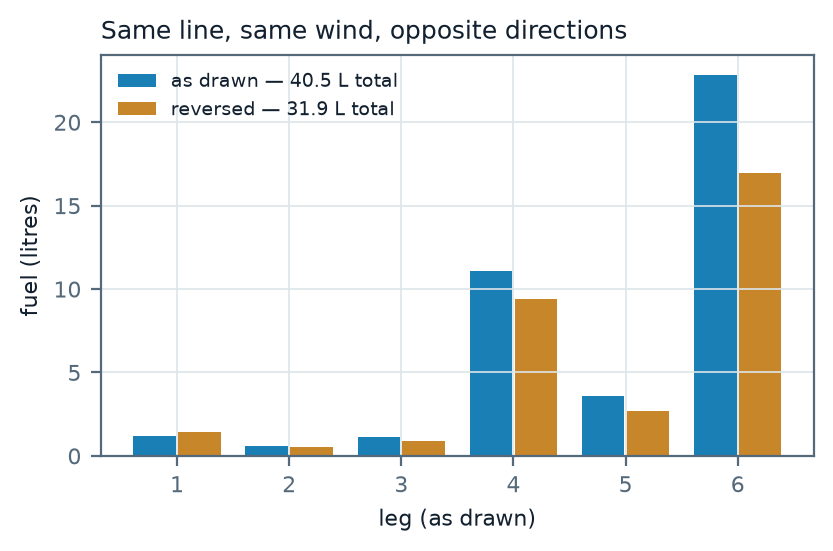 Same line, same wind, opposite directions
as drawn — 40.5 L total
reversed — 31.9 L total
fuel (litres)
20
15
10
5
0
1 2 3 4 5 6
leg (as drawn)